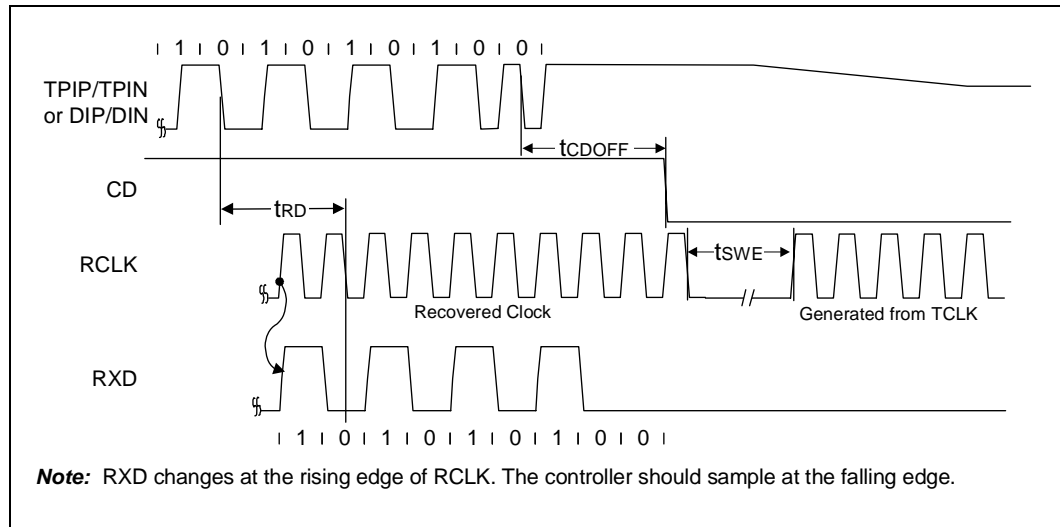 1 0 1 0 1 0 1 0 0
TPIP/TPIN
or DIP/DIN
tCDOFF
CD
tRD
RCLK
tSWE
Recovered Clock
Generated from TCLK
RXD
1 0 1 0 1 0 1 0 0
Note: RXD changes at the rising edge of RCLK. The controller should sample at the falling edge.